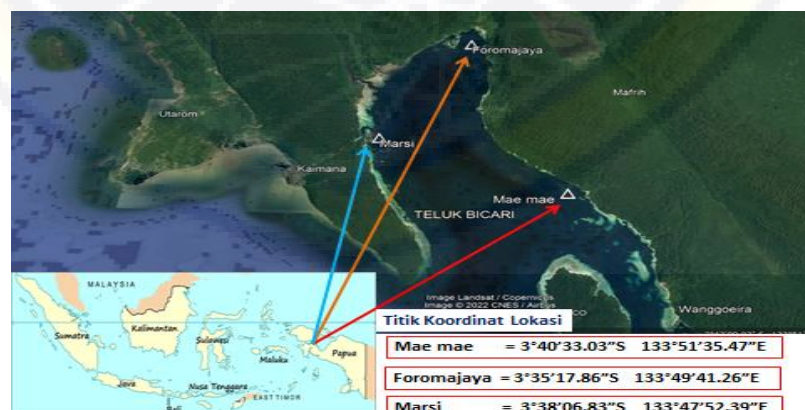 Foromajaya
Mafrih
Utarom
Marsi
Kaimana
Mae mae
TELUK BICARI
Image Landsat / Copernicus
Image © 2022 CNES / Airbus
Wanggoeira
MALAYSIA
Sumatra
Kalimantan
Sulawesi
Maluku
Papua
Java
Nusa Tenggara
EAST TIMOR
Bali
Titik Koordinat Lokasi
Mae mae = 3°40'33.03"S 133°51'35.47"E
Foromajaya = 3°35'17.86"S 133°49'41.26"E
Marsi = 3°38'06.83"S 133°47'52.39"E